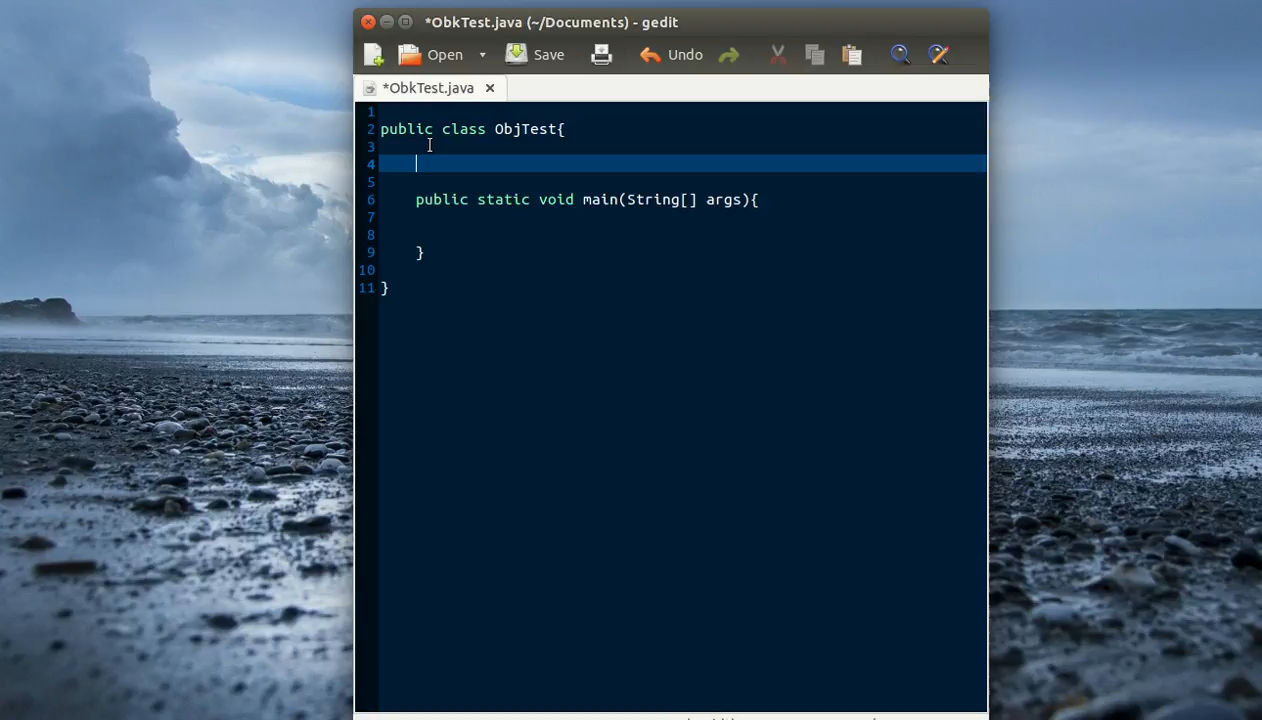 *ObkTest.java (~/Documents) - gedit
Open Save Undo
*ObkTest.java
1
2 public class ObjTest{
3
4
5
6 public static void main(String[] args){
7
8
9 }
10
11 }